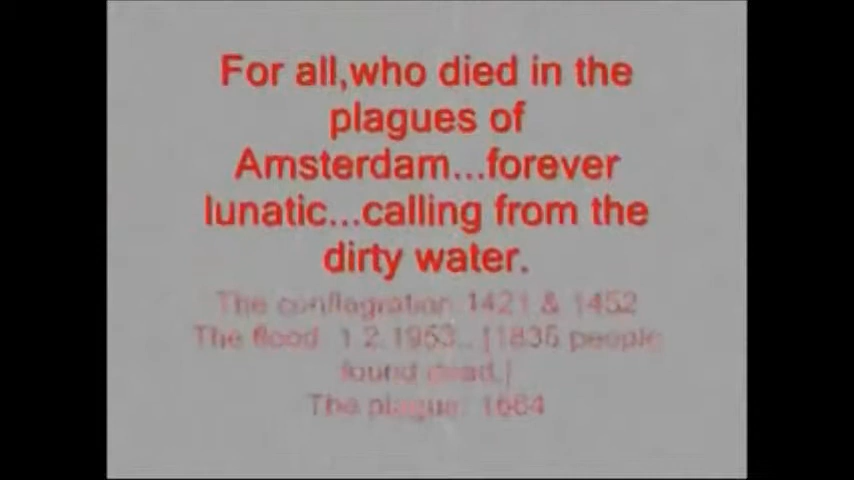 For all,who died in the
plagues of
Amsterdam...forever
lunatic...calling from the
dirty water.
The conflagration 1421 & 1452
The flood 1.2.1953.. [1835 people
found dead.]
The plague: 1664